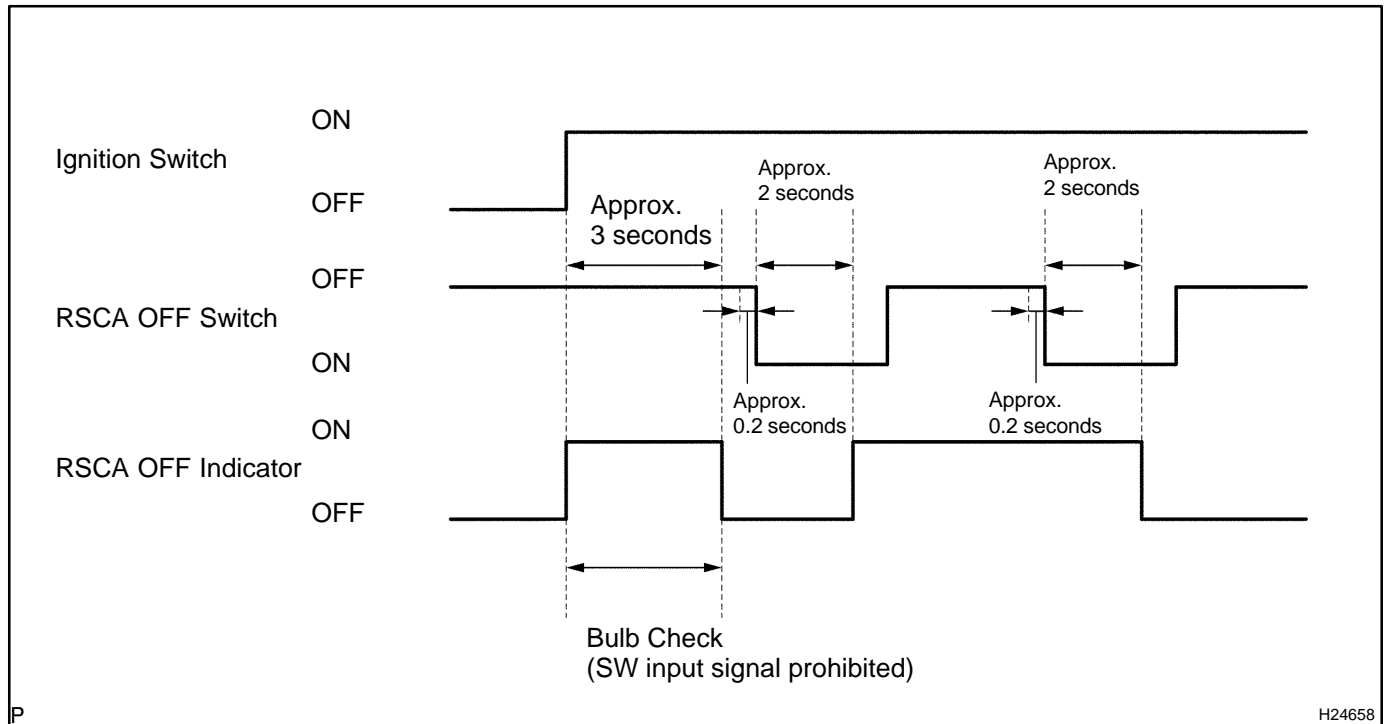 ON
Ignition Switch
OFF
Approx.
3 seconds
Approx.
2 seconds
Approx.
2 seconds
OFF
RSCA OFF Switch
ON
Approx.
0.2 seconds
Approx.
0.2 seconds
ON
RSCA OFF Indicator
OFF
Bulb Check
(SW input signal prohibited)
P
H24658